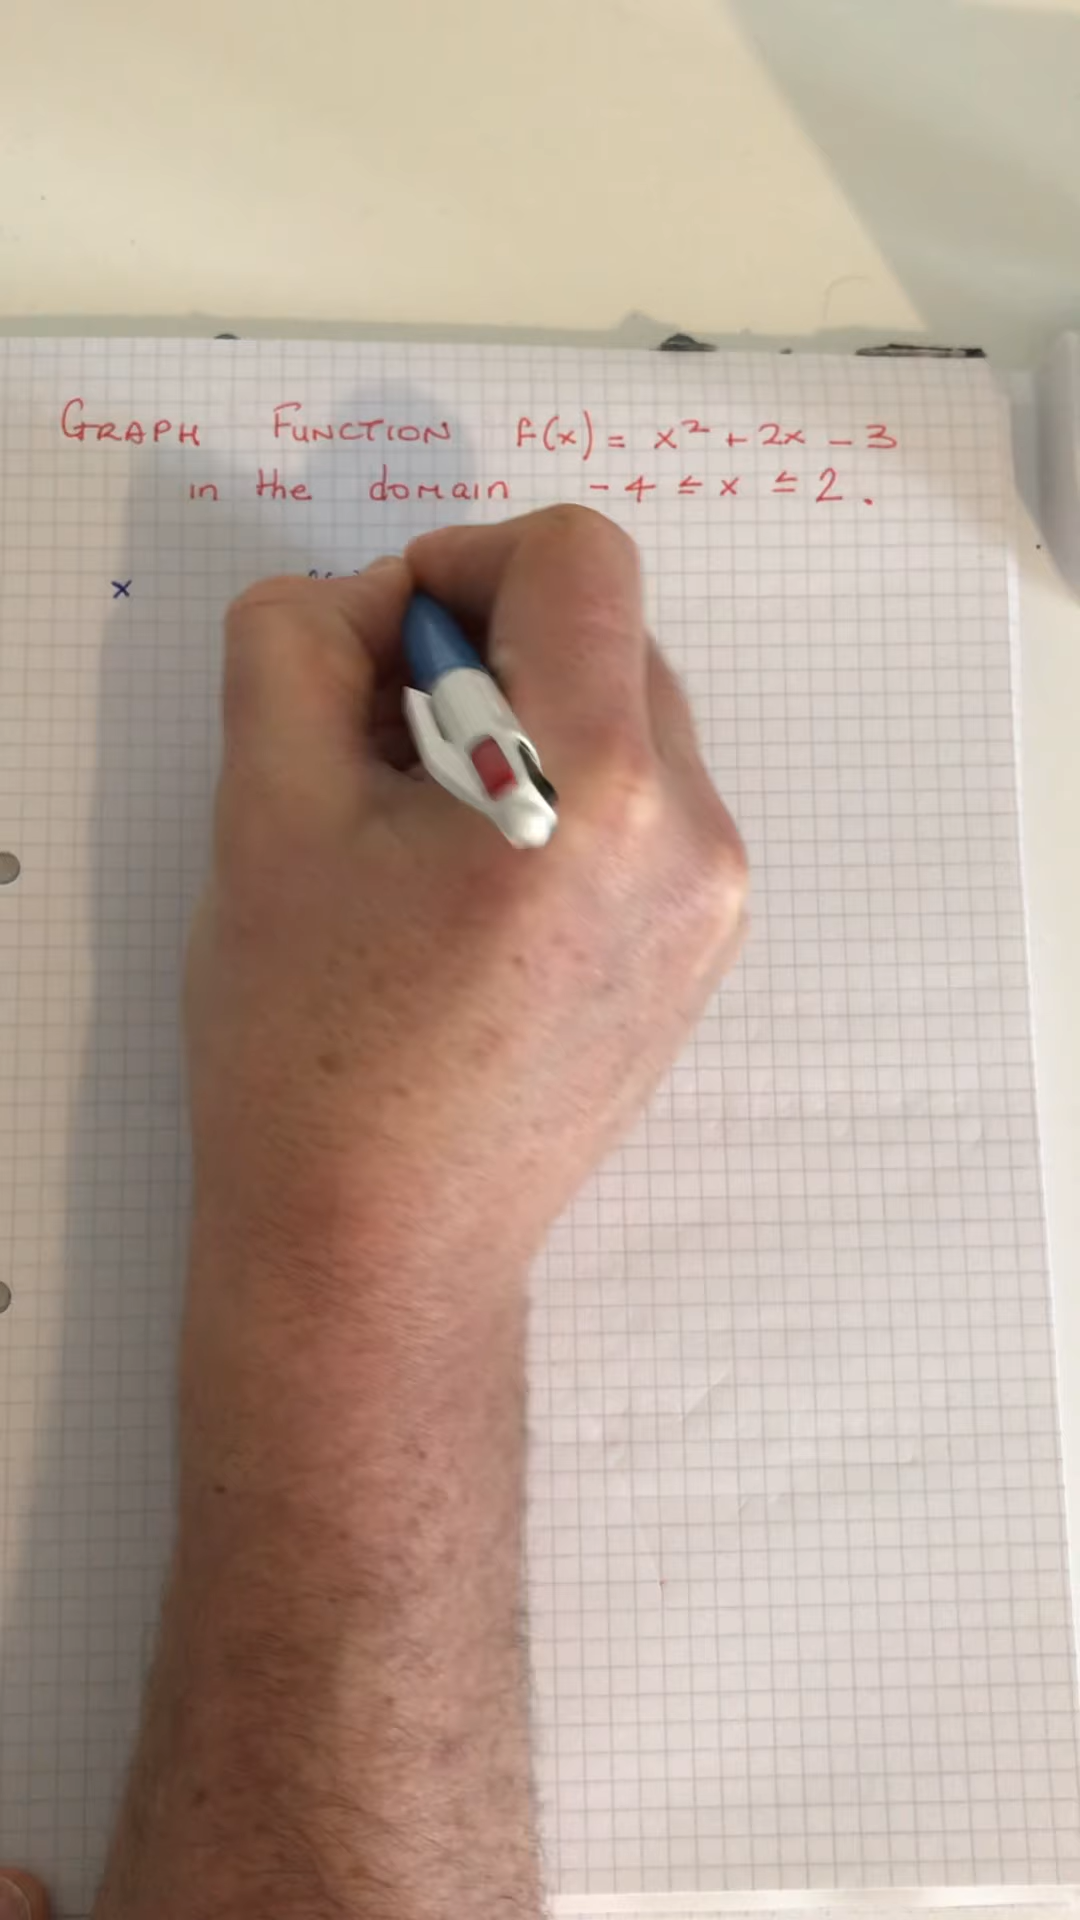 GRAPH FUNCTION f(x) = x² + 2x - 3
in the domain - 4 ≤ x ≤ 2.
x